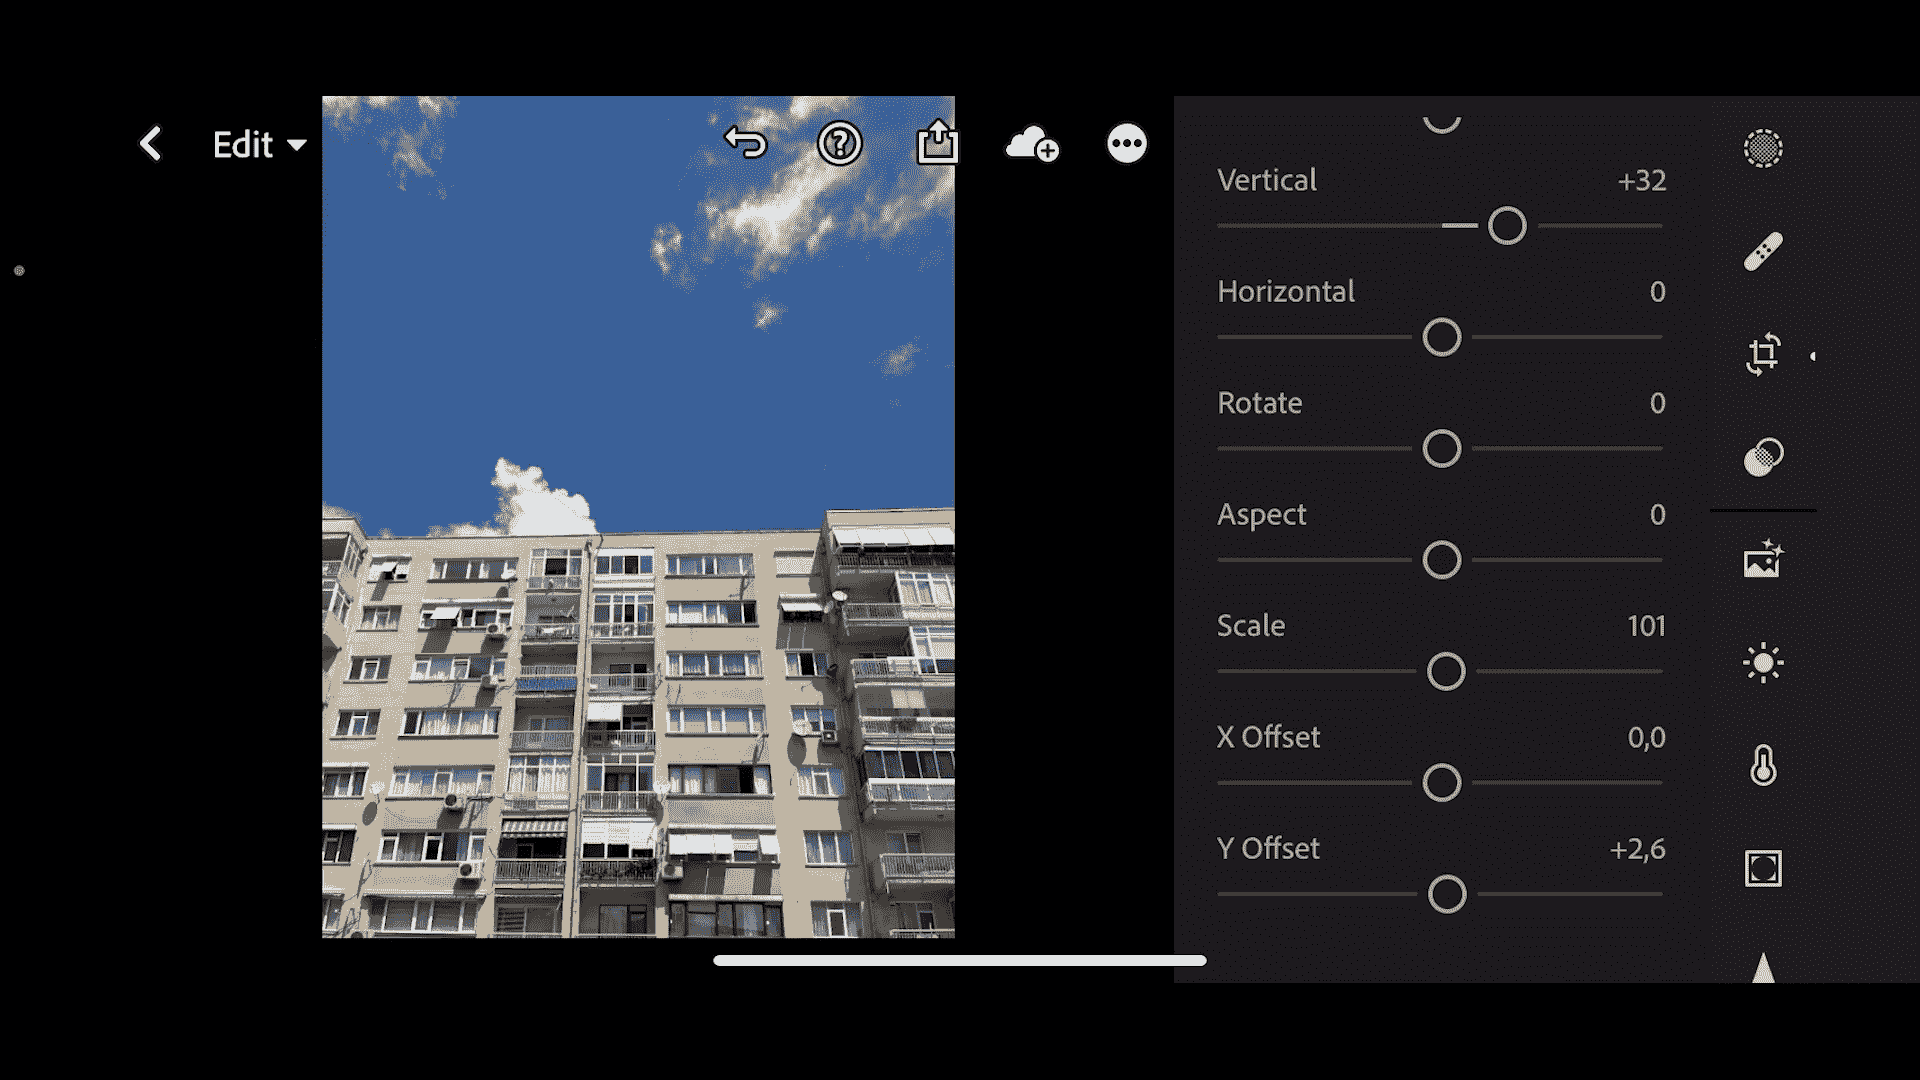 Edit
Vertical +32
Horizontal 0
Rotate 0
Aspect 0
Scale 101
X Offset 0,0
Y Offset +2,6